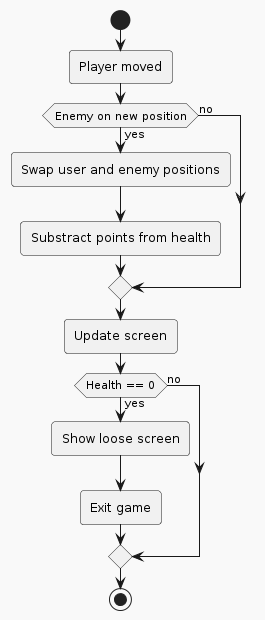 Player moved
Enemy on new position
no
yes
Swap user and enemy positions
Substract points from health
Update screen
Health == 0
no
yes
Show loose screen
Exit game